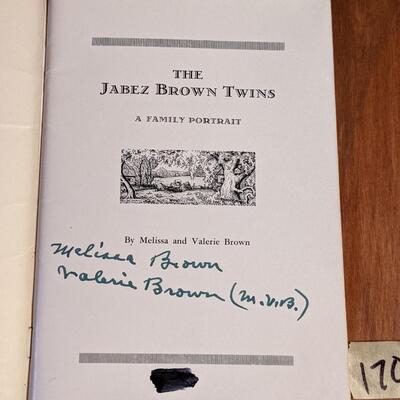 THE
JABEZ BROWN TWINS
A FAMILY PORTRAIT
By Melissa and Valerie Brown
Melissa Brown
Valerie Brown (M.V.B.)
170